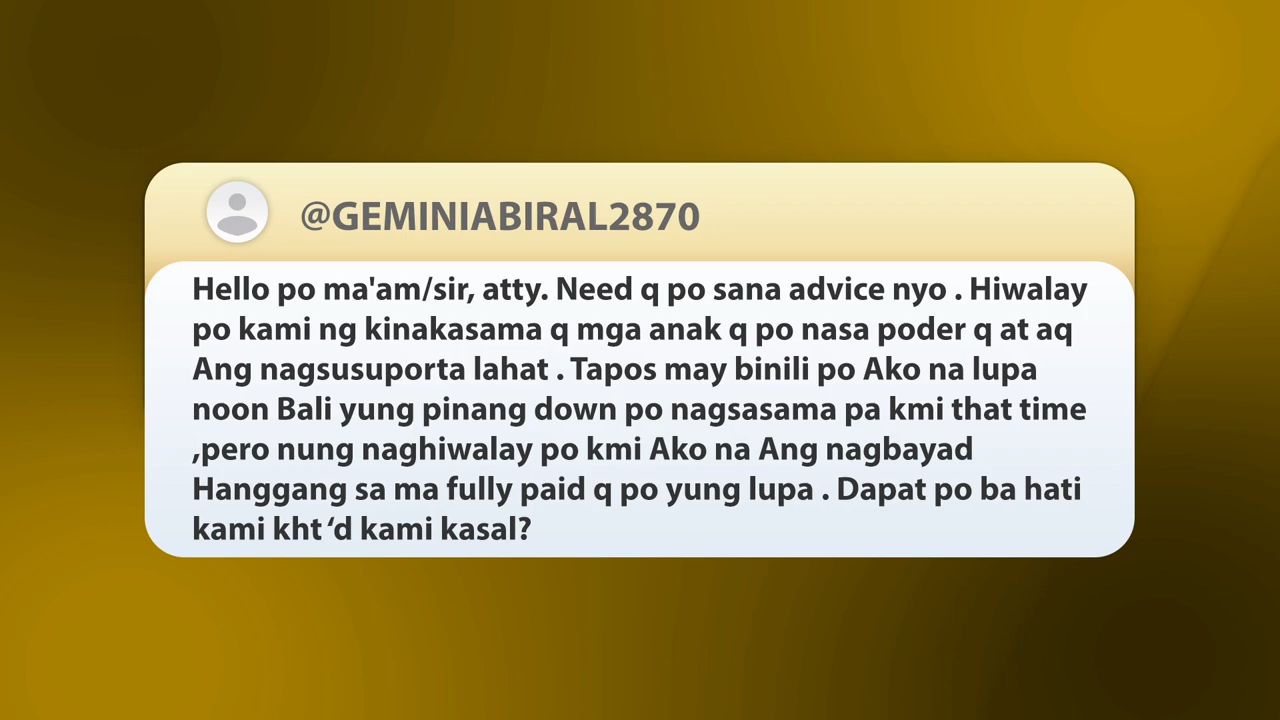 @GEMINIABIRAL2870
Hello po ma'am/sir, atty. Need q po sana advice nyo . Hiwalay
po kami ng kinakasama q mga anak q po nasa poder q at aq
Ang nagsusuporta lahat . Tapos may binili po Ako na lupa
noon Bali yung pinang down po nagsasama pa kmi that time
,pero nung naghiwalay po kmi Ako na Ang nagbayad
Hanggang sa ma fully paid q po yung lupa . Dapat po ba hati
kami kht ‘d kami kasal?